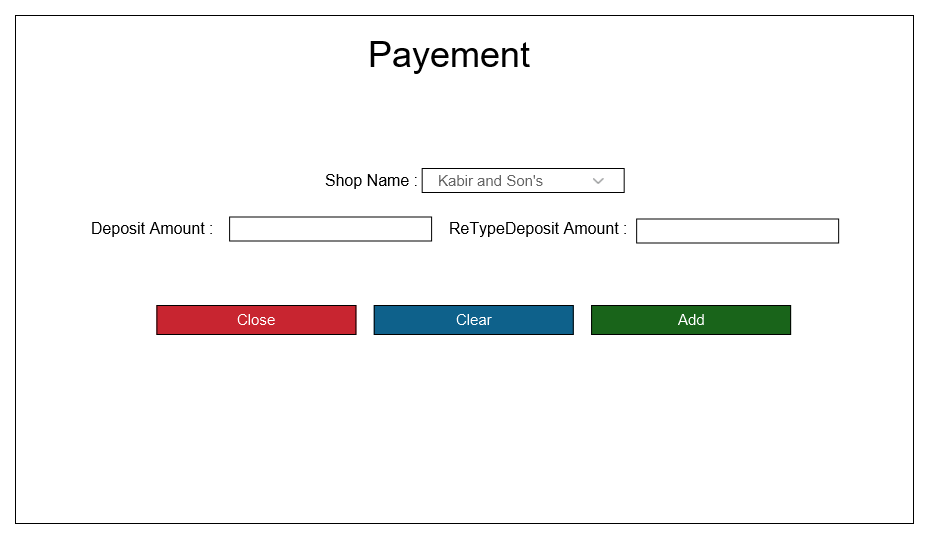 Payement
Shop Name : Kabir and Son's
Deposit Amount : ReTypeDeposit Amount :
Close Clear Add